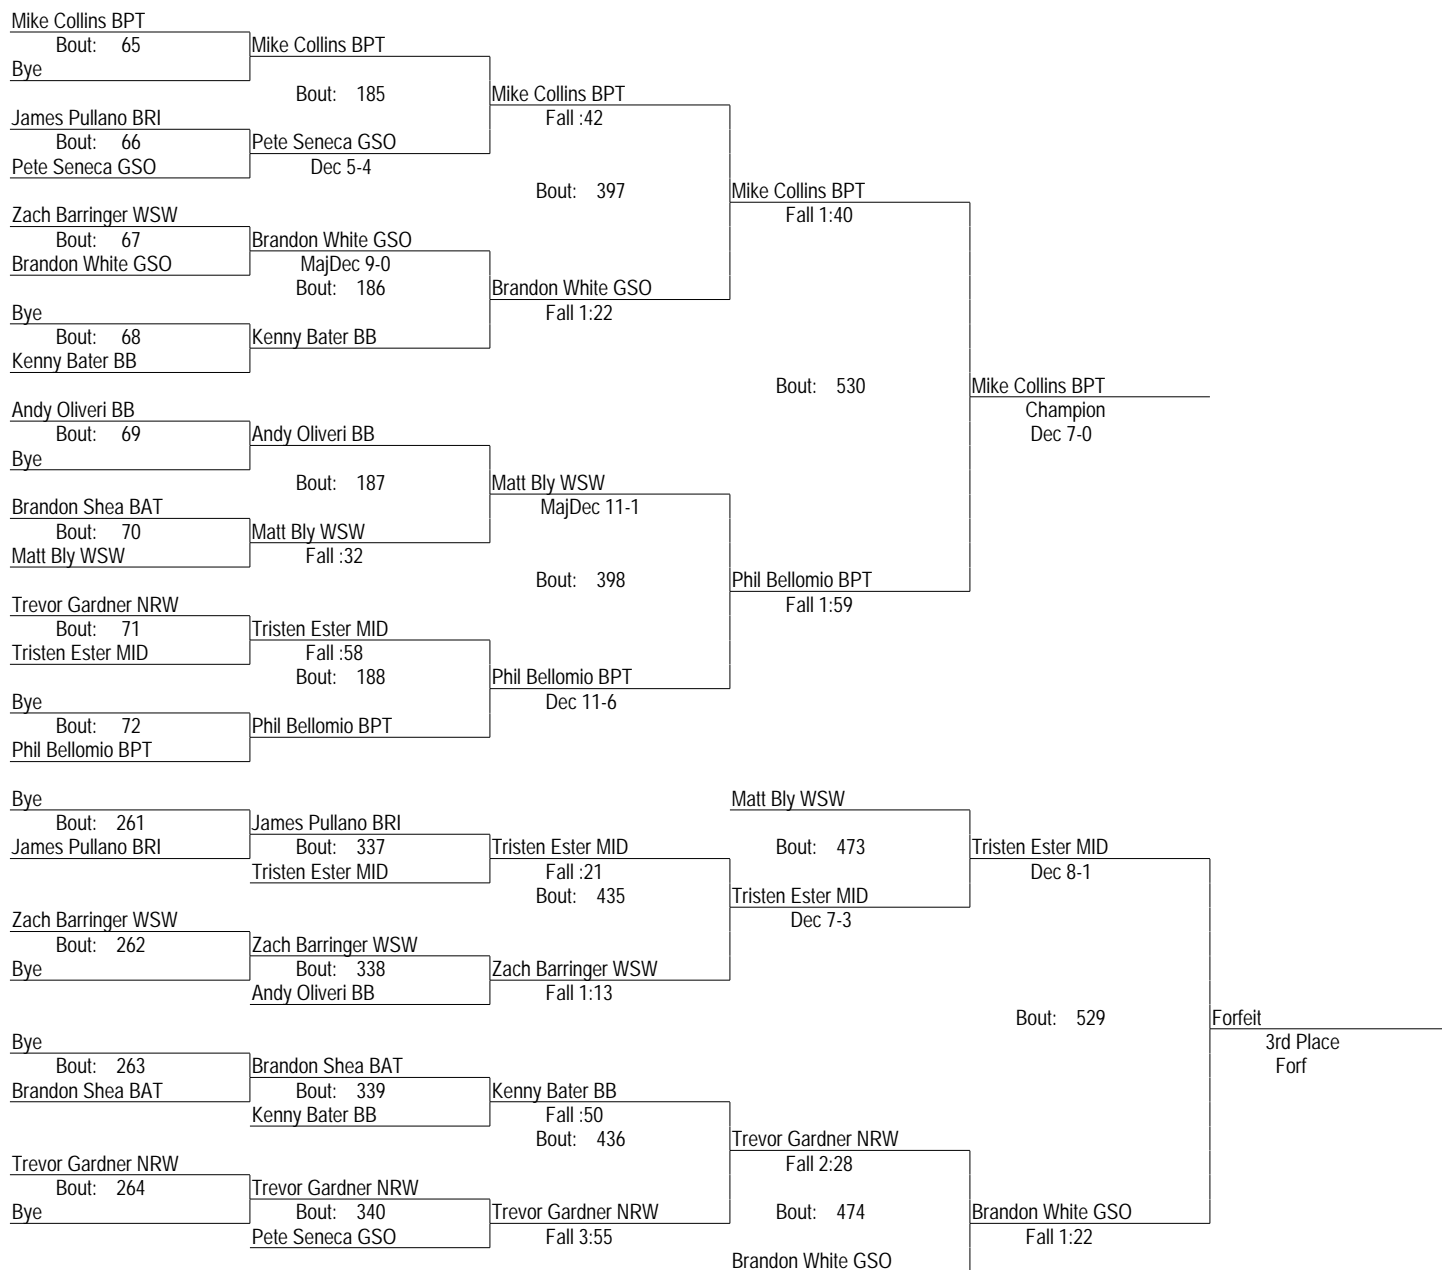 Mike Collins BPT
Bout: 65 Mike Collins BPT
Bye
Bout: 185 Mike Collins BPT
James Pullano BRI Fall :42
Bout: 66 Pete Seneca GSO
Pete Seneca GSO Dec 5-4
Bout: 397 Mike Collins BPT
Zach Barringer WSW Fall 1:40
Bout: 67 Brandon White GSO
Brandon White GSO MajDec 9-0
Bout: 186 Brandon White GSO
Bye Fall 1:22
Bout: 68 Kenny Bater BB
Kenny Bater BB
Bout: 530 Mike Collins BPT
Andy Oliveri BB Champion
Bout: 69 Andy Oliveri BB Dec 7-0
Bye
Bout: 187 Matt Bly WSW
Brandon Shea BAT MajDec 11-1
Bout: 70 Matt Bly WSW
Matt Bly WSW Fall :32
Bout: 398 Phil Bellomio BPT
Trevor Gardner NRW Fall 1:59
Bout: 71 Tristen Ester MID
Tristen Ester MID Fall :58
Bout: 188 Phil Bellomio BPT
Bye Dec 11-6
Bout: 72 Phil Bellomio BPT
Phil Bellomio BPT
Bye Matt Bly WSW
Bout: 261 James Pullano BRI
James Pullano BRI Bout: 337 Tristen Ester MID Bout: 473 Tristen Ester MID
Tristen Ester MID Fall :21 Dec 8-1
Bout: 435 Tristen Ester MID
Zach Barringer WSW Dec 7-3
Bout: 262 Zach Barringer WSW
Bye Bout: 338 Zach Barringer WSW
Andy Oliveri BB Fall 1:13
Bout: 529 Forfeit
Bye 3rd Place
Bout: 263 Brandon Shea BAT Forf
Brandon Shea BAT Bout: 339 Kenny Bater BB
Kenny Bater BB Fall :50
Bout: 436 Trevor Gardner NRW
Trevor Gardner NRW Fall 2:28
Bout: 264 Trevor Gardner NRW
Bye Bout: 340 Trevor Gardner NRW Bout: 474 Brandon White GSO
Pete Seneca GSO Fall 3:55 Fall 1:22
Brandon White GSO